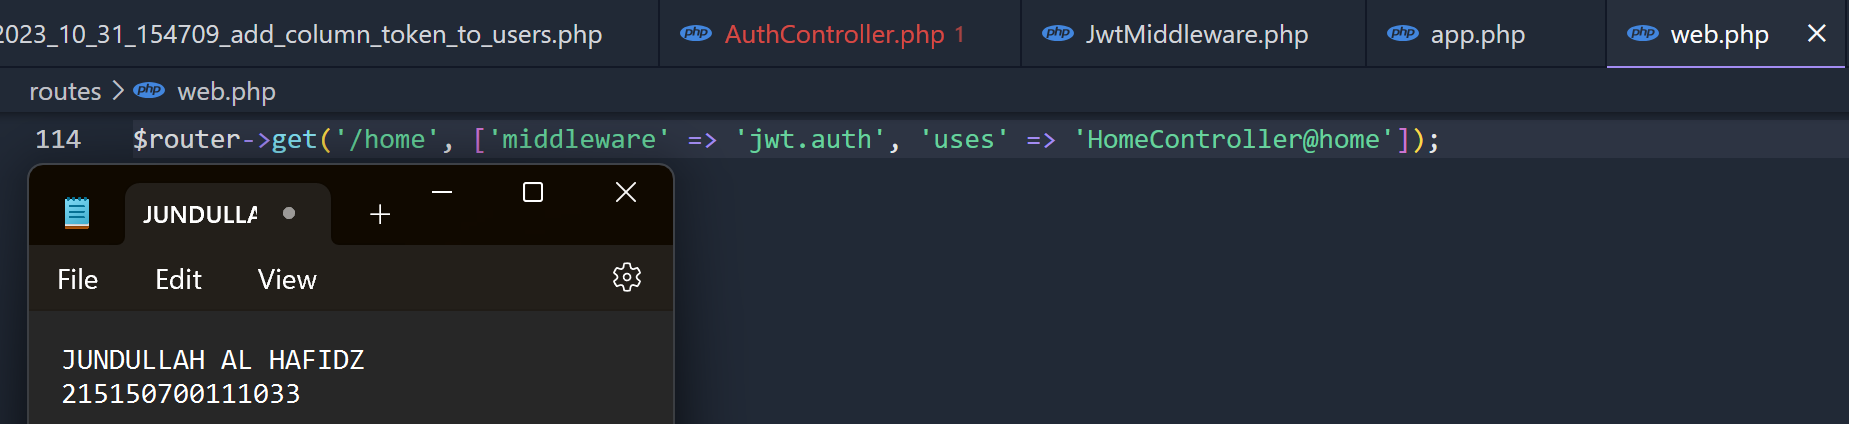 2023_10_31_154709_add_column_token_to_users.php
php AuthController.php 1
php JwtMiddleware.php
php app.php
php web.php
routes > php web.php
114 $router->get('/home', ['middleware' => 'jwt.auth', 'uses' => 'HomeController@home']);
JUNDULLA
File Edit View
JUNDULLAH AL HAFIDZ
215150700111033